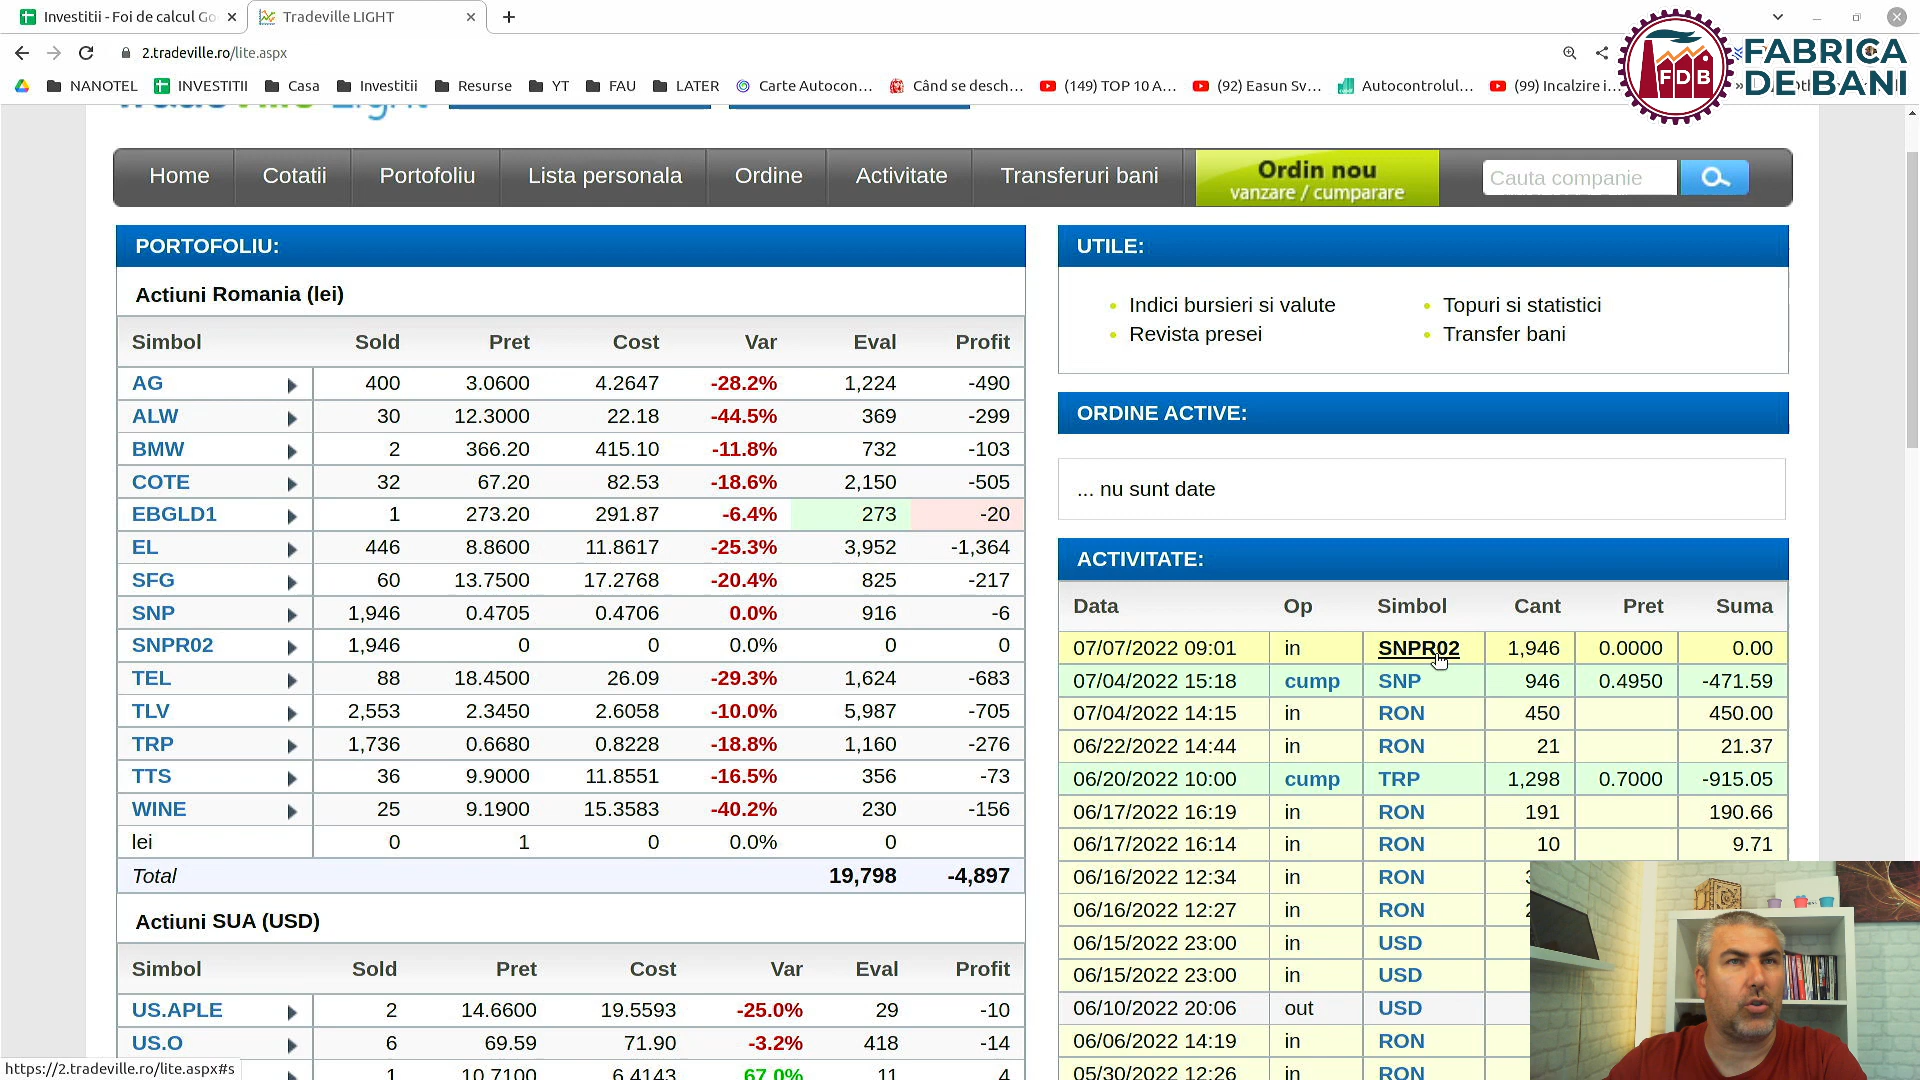 Investitii - Foi de calcul Go
Tradeville LIGHT
2.tradeville.ro/lite.aspx
FDB
FABRICA
DE BANI
NANOTEL
INVESTITII
Casa
Investitii
Resurse
YT
FAU
LATER
Carte Autocon...
Când se desch...
(149) TOP 10 A...
(92) Easun Sv...
Autocontrolul...
(99) Incalzire i...
Home
Cotatii
Portofoliu
Lista personala
Ordine
Activitate
Transferuri bani
Ordin nou
vanzare / cumparare
Cauta companie
PORTOFOLIU:
Actiuni Romania (lei)
Simbol Sold Pret Cost Var Eval Profit
AG 400 3.0600 4.2647 -28.2% 1,224 -490
ALW 30 12.3000 22.18 -44.5% 369 -299
BMW 2 366.20 415.10 -11.8% 732 -103
COTE 32 67.20 82.53 -18.6% 2,150 -505
EBGLD1 1 273.20 291.87 -6.4% 273 -20
EL 446 8.8600 11.8617 -25.3% 3,952 -1,364
SFG 60 13.7500 17.2768 -20.4% 825 -217
SNP 1,946 0.4705 0.4706 0.0% 916 -6
SNPR02 1,946 0 0 0.0% 0 0
TEL 88 18.4500 26.09 -29.3% 1,624 -683
TLV 2,553 2.3450 2.6058 -10.0% 5,987 -705
TRP 1,736 0.6680 0.8228 -18.8% 1,160 -276
TTS 36 9.9000 11.8551 -16.5% 356 -73
WINE 25 9.1900 15.3583 -40.2% 230 -156
lei 0 1 0 0.0% 0
Total 19,798 -4,897
Actiuni SUA (USD)
Simbol Sold Pret Cost Var Eval Profit
US.APLE 2 14.6600 19.5593 -25.0% 29 -10
US.O 6 69.59 71.90 -3.2% 418 -14
1 10.7100 6.4143 67.0% 11 4
UTILE:
Indici bursieri si valute
Topuri si statistici
Revista presei
Transfer bani
ORDINE ACTIVE:
... nu sunt date
ACTIVITATE:
Data Op Simbol Cant Pret Suma
07/07/2022 09:01 in SNPR02 1,946 0.0000 0.00
07/04/2022 15:18 cump SNP 946 0.4950 -471.59
07/04/2022 14:15 in RON 450 450.00
06/22/2022 14:44 in RON 21 21.37
06/20/2022 10:00 cump TRP 1,298 0.7000 -915.05
06/17/2022 16:19 in RON 191 190.66
06/17/2022 16:14 in RON 10 9.71
06/16/2022 12:34 in RON
06/16/2022 12:27 in RON
06/15/2022 23:00 in USD
06/15/2022 23:00 in USD
06/10/2022 20:06 out USD
06/06/2022 14:19 in RON
05/30/2022 12:26 in RON
https://2.tradeville.ro/lite.aspx#s